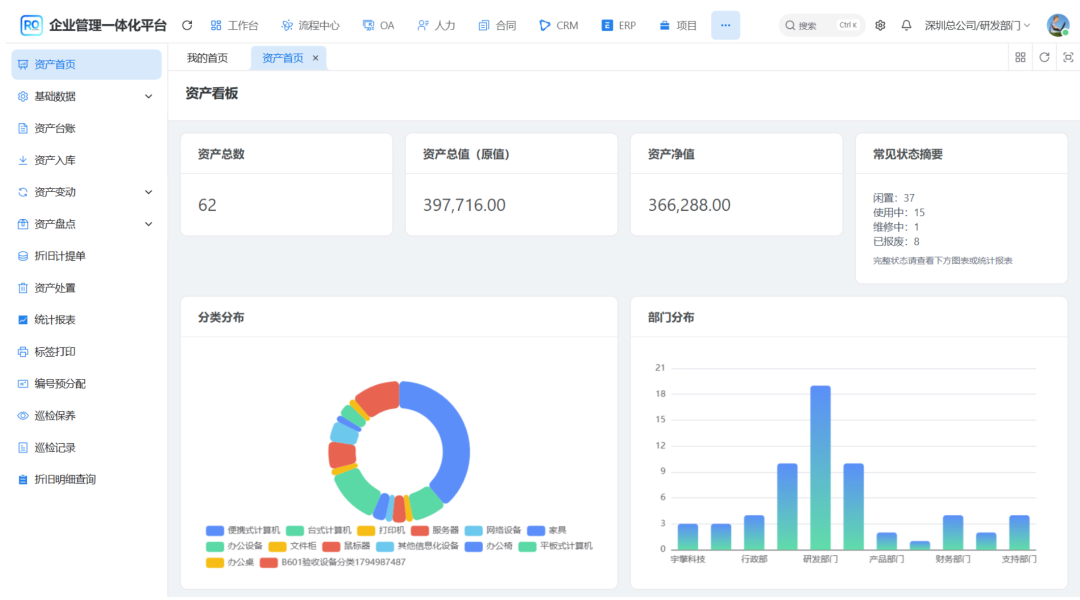 RQ 企业管理一体化平台 工作台 流程中心 OA 人力 合同 CRM ERP 项目 ... 搜索 Ctrl K 深圳总公司/研发部门
资产首页
基础数据
资产台账
资产入库
资产变动
资产盘点
折旧计提单
资产处置
统计报表
标签打印
编号预分配
巡检保养
巡检记录
折旧明细查询
我的首页 资产首页 ×
资产看板
资产总数
62
资产总值（原值）
397,716.00
资产净值
366,288.00
常见状态摘要
闲置：37
使用中：15
维修中：1
已报废：8
完整状态请查看下方图表或统计报表
分类分布
便携式计算机 台式计算机 打印机 服务器 网络设备 家具
办公设备 文件柜 鼠标器 其他信息化设备 办公椅 平板式计算机
办公桌 B601验收设备分类1794987487
部门分布
21
18
15
12
9
6
3
0
宇擎科技 行政部 研发部门 产品部门 财务部门 支持部门